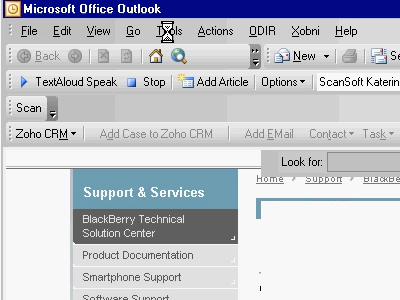 Microsoft Office Outlook
File Edit View Go Tools Actions QDIR Xobni Help
Back New
TextAloud Speak Stop Add Article Options ScanSoft Katerin
Scan
Zoho CRM Add Case to Zoho CRM Add EMail Contact Task
Look for:
Home Support BlackBe
Support & Services
BlackBerry Technical
Solution Center
Product Documentation
Smartphone Support
Software Support